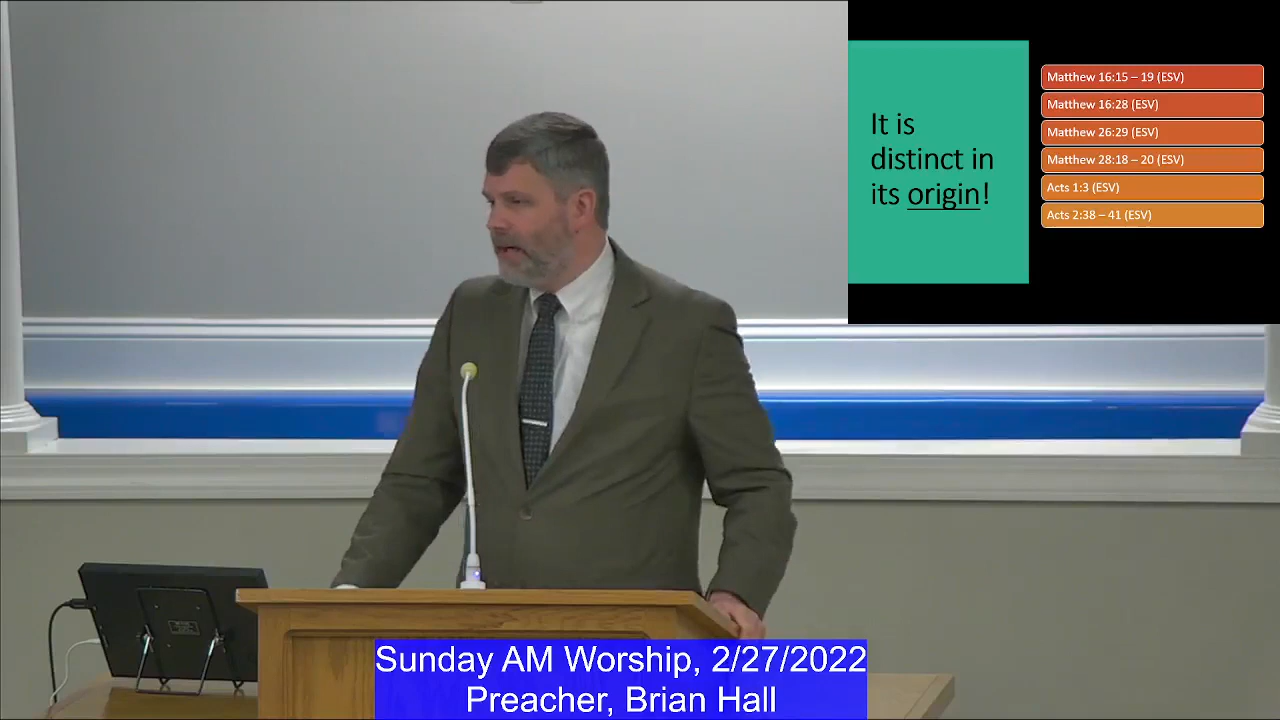 It is
distinct in
its origin!
Matthew 16:15 – 19 (ESV)
Matthew 16:28 (ESV)
Matthew 26:29 (ESV)
Matthew 28:18 – 20 (ESV)
Acts 1:3 (ESV)
Acts 2:38 – 41 (ESV)
Sunday AM Worship, 2/27/2022
Preacher, Brian Hall